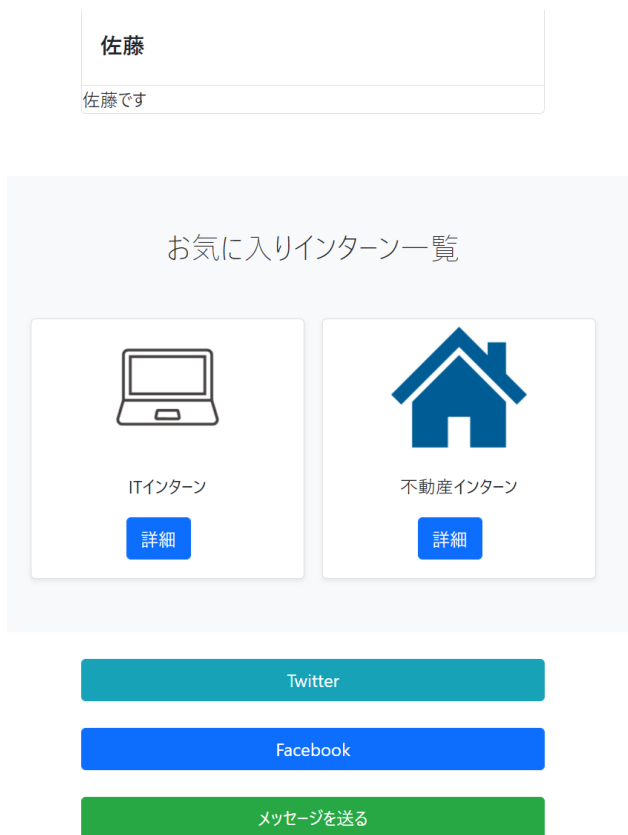 佐藤
佐藤です
お気に入りインターン一覧
ITインターン
不動産インターン
詳細
詳細
Twitter
Facebook
メッセージを送る